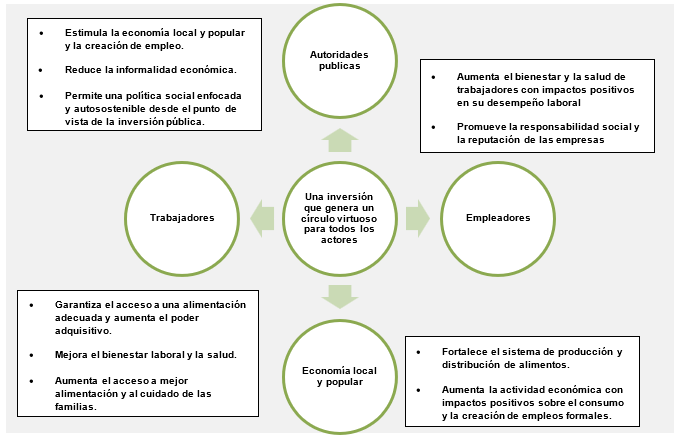 • Estimula la economía local y popular
y la creación de empleo.
• Reduce la informalidad económica.
• Permite una política social enfocada
y autosostenible desde el punto de
vista de la inversión pública.
Autoridades
publicas
• Aumenta el bienestar y la salud de
trabajadores con impactos positivos
en su desempeño laboral
• Promueve la responsabilidad social y
la reputación de las empresas
Trabajadores
Una inversión
que genera un
círculo virtuoso
para todos los
actores
Empleadores
• Garantiza el acceso a una alimentación
adecuada y aumenta el poder
adquisitivo.
• Mejora el bienestar laboral y la salud.
• Aumenta el acceso a mejor
alimentación y al cuidado de las
familias.
Economía local
y popular
• Fortalece el sistema de producción y
distribución de alimentos.
• Aumenta la actividad económica con
impactos positivos sobre el consumo
y la creación de empleos formales.